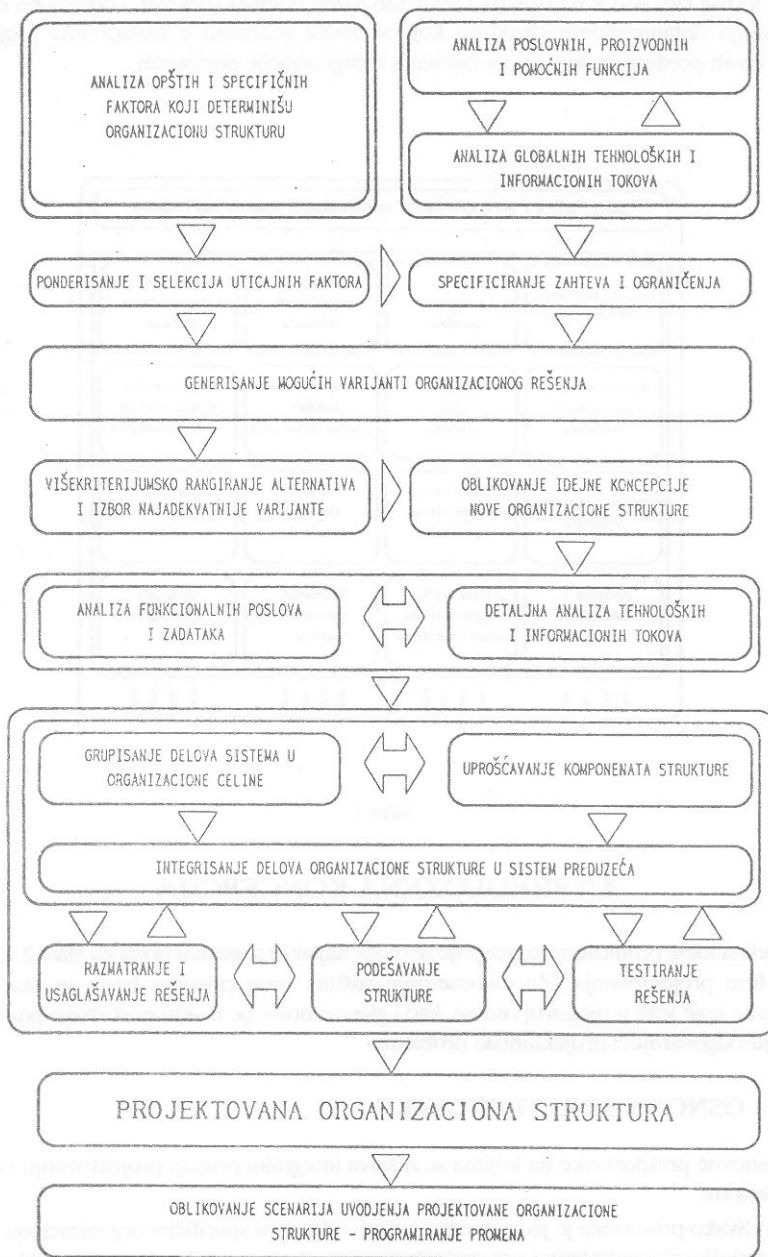 ANALIZA OPŠTIH I SPECIFIČNIH
FAKTORA KOJI DETERMINIŠU
ORGANIZACIONU STRUKTURU
ANALIZA POSLOVNIH, PROIZVODNIH
I POMOĆNIH FUNKCIJA
ANALIZA GLOBALNIH TEHNOLOŠKIH I
INFORMACIONIH TOKOVA
PONDERISANJE I SELEKCIJA UTICAJNIH FAKTORA
SPECIFICIRANJE ZAHTEVA I OGRANIČENJA
GENERISANJE MOGUĆIH VARIJANTI ORGANIZACIONOG REŠENJA
VIŠEKRITERIJUMSKO RANGIRANJE ALTERNATIVA
I IZBOR NAJADEKVATNIJE VARIJANTE
OBLIKOVANJE IDEJNE KONCEPCIJE
NOVE ORGANIZACIONE STRUKTURE
ANALIZA FUNKCIONALNIH POSLOVA
I ZADATAKA
DETALJNA ANALIZA TEHNOLOŠKIH
I INFORMACIONIH TOKOVA
GRUPISANJE DELOVA SISTEMA U
ORGANIZACIONE CELINE
UPROŠĆAVANJE KOMPONENATA STRUKTURE
INTEGRISANJE DELOVA ORGANIZACIONE STRUKTURE U SISTEM PREDUZEĆA
RAZMATRANJE I
USAGLAŠAVANJE REŠENJA
PODEŠAVANJE
STRUKTURE
TESTIRANJE
REŠENJA
PROJEKTOVANA ORGANIZACIONA STRUKTURA
OBLIKOVANJE SCENARIJA UVODJENJA PROJEKTOVANE ORGANIZACIONE
STRUKTURE - PROGRAMIRANJE PROMENA